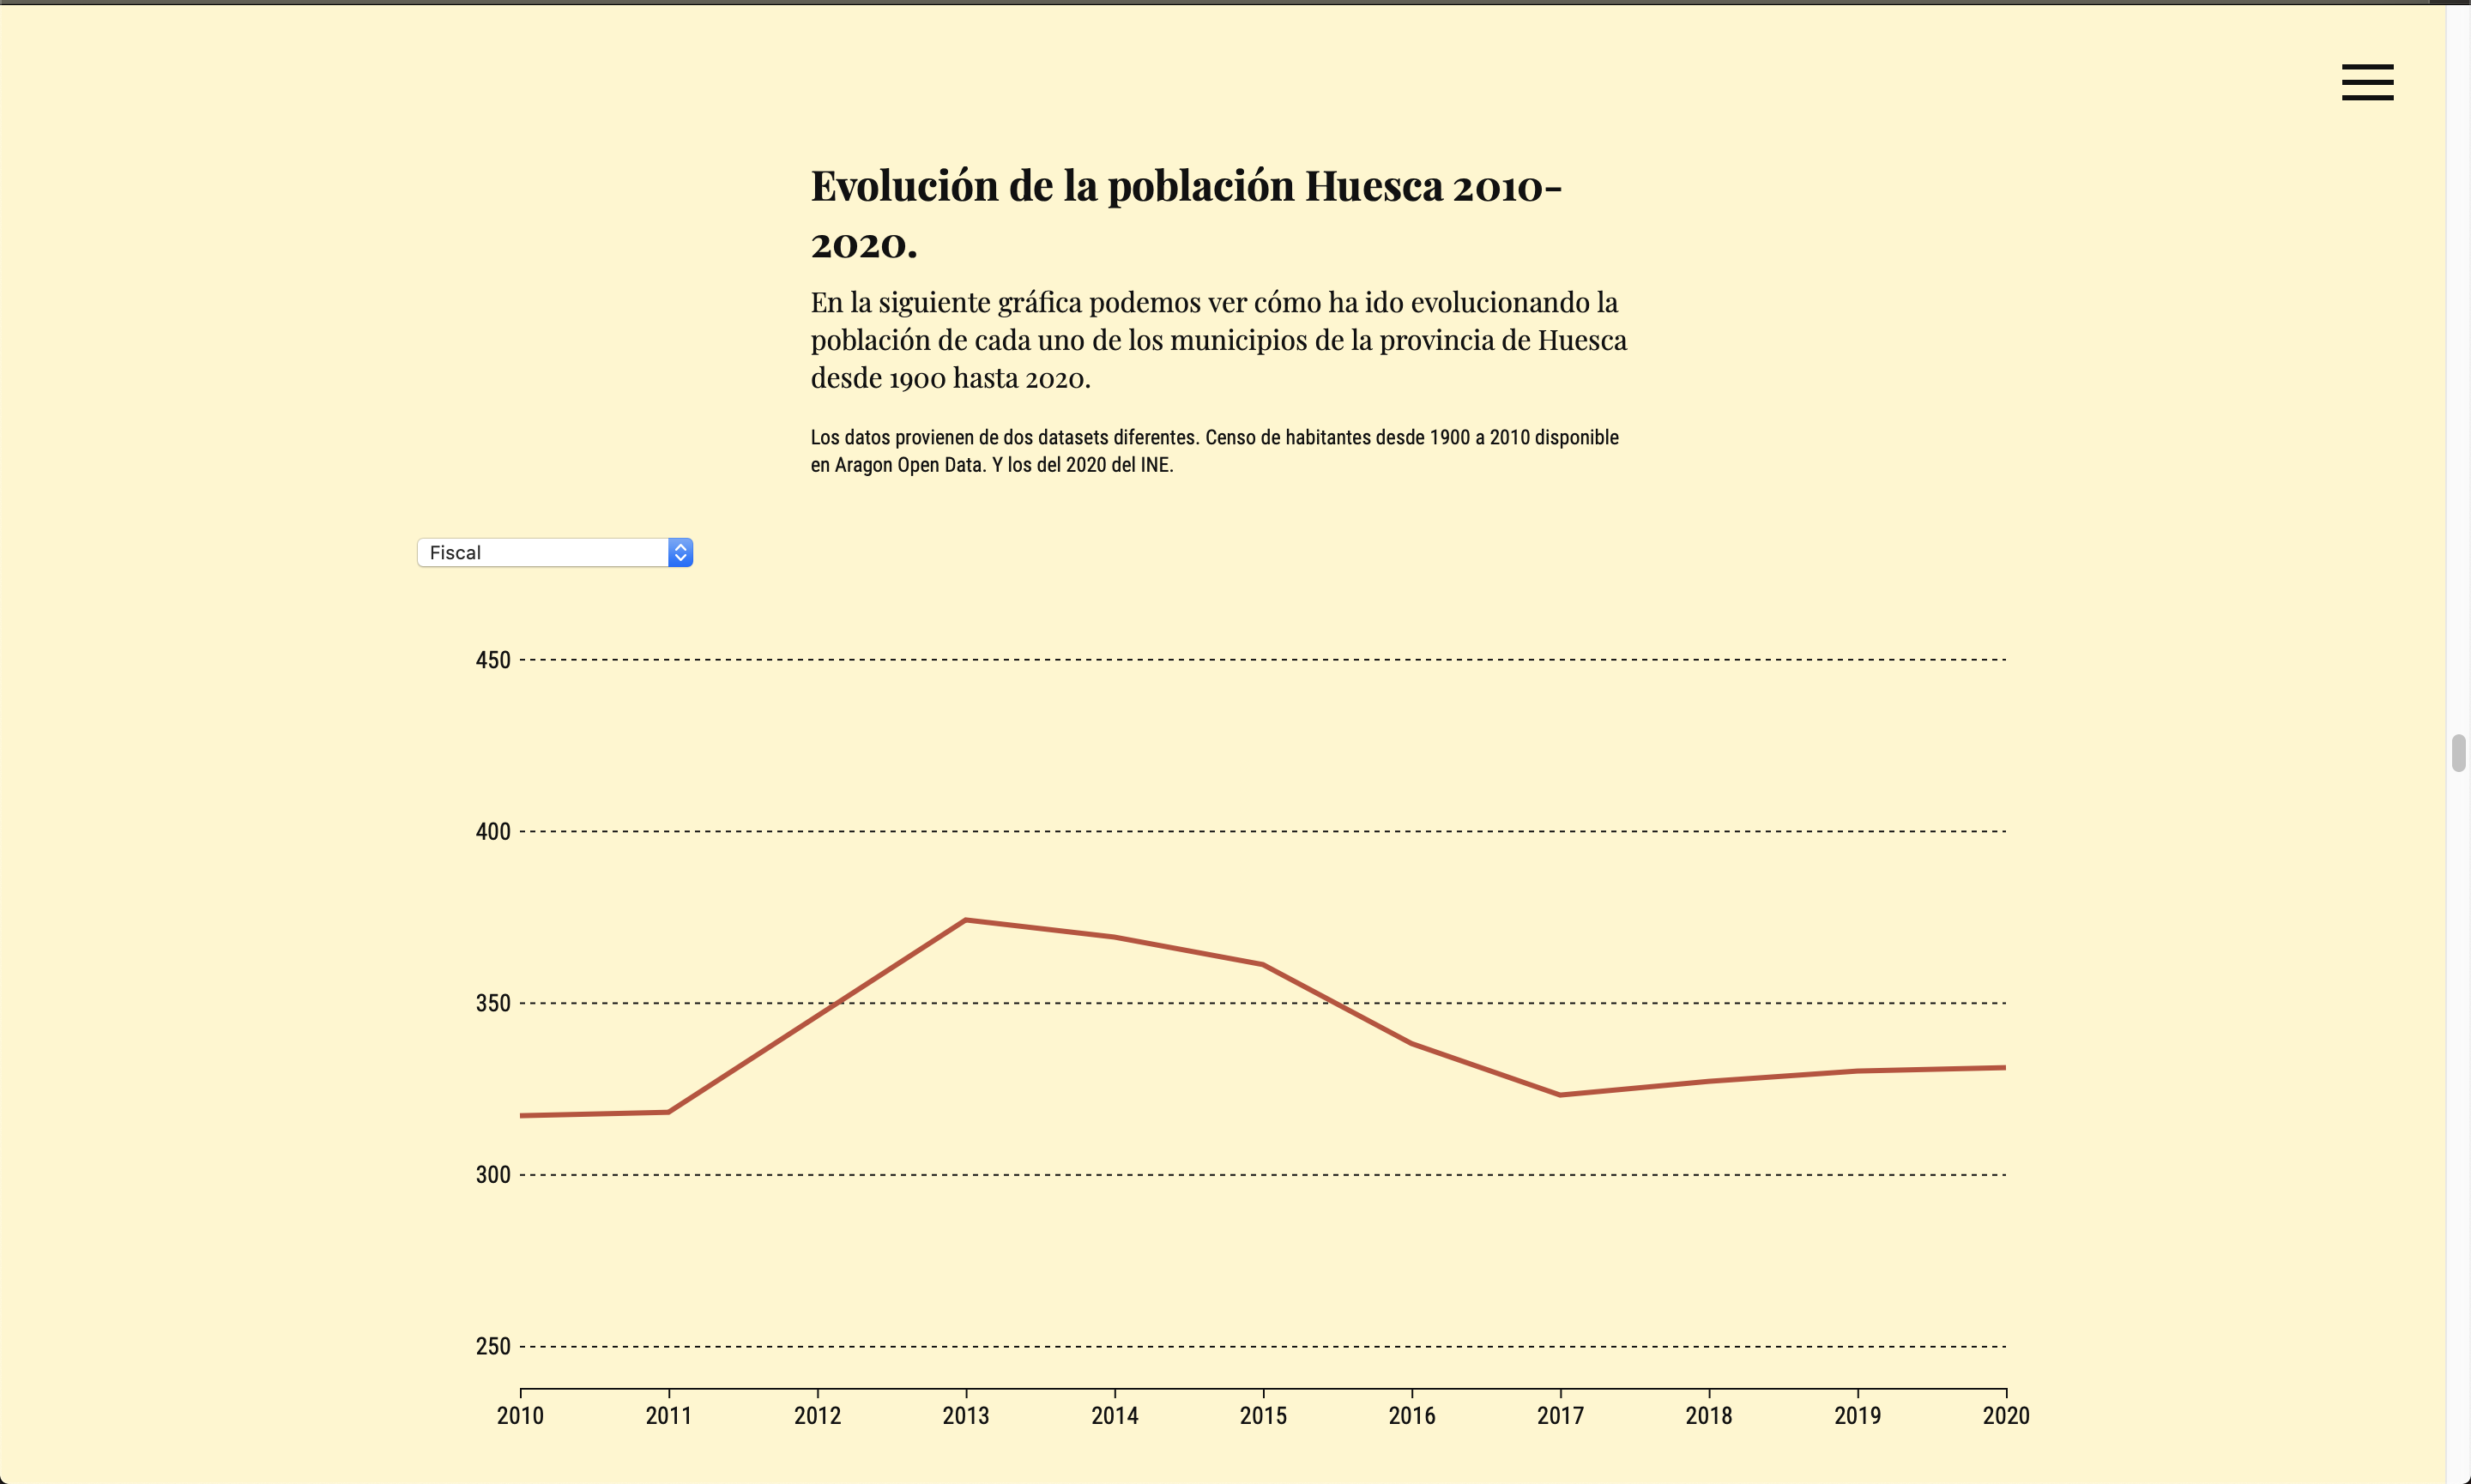 Evolución de la población Huesca 2010-
2020.
En la siguiente gráfica podemos ver cómo ha ido evolucionando la
población de cada uno de los municipios de la provincia de Huesca
desde 1900 hasta 2020.
Los datos provienen de dos datasets diferentes. Censo de habitantes desde 1900 a 2010 disponible
en Aragon Open Data. Y los del 2020 del INE.
Fiscal
450
400
350
300
250
2010 2011 2012 2013 2014 2015 2016 2017 2018 2019 2020